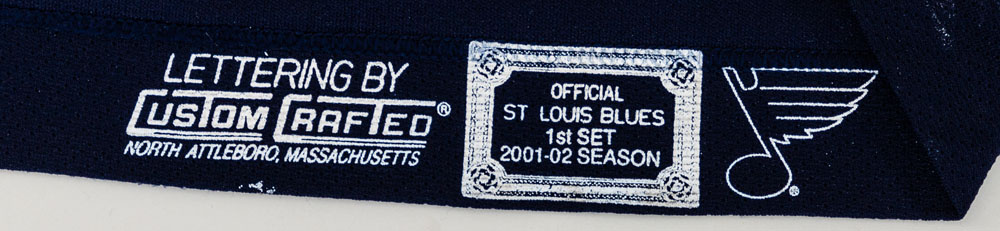 LETTERING BY
CUSTOM CRAFTED®
NORTH ATTLEBORO, MASSACHUSETTS
OFFICIAL
ST LOUIS BLUES
1st SET
2001-02 SEASON
®